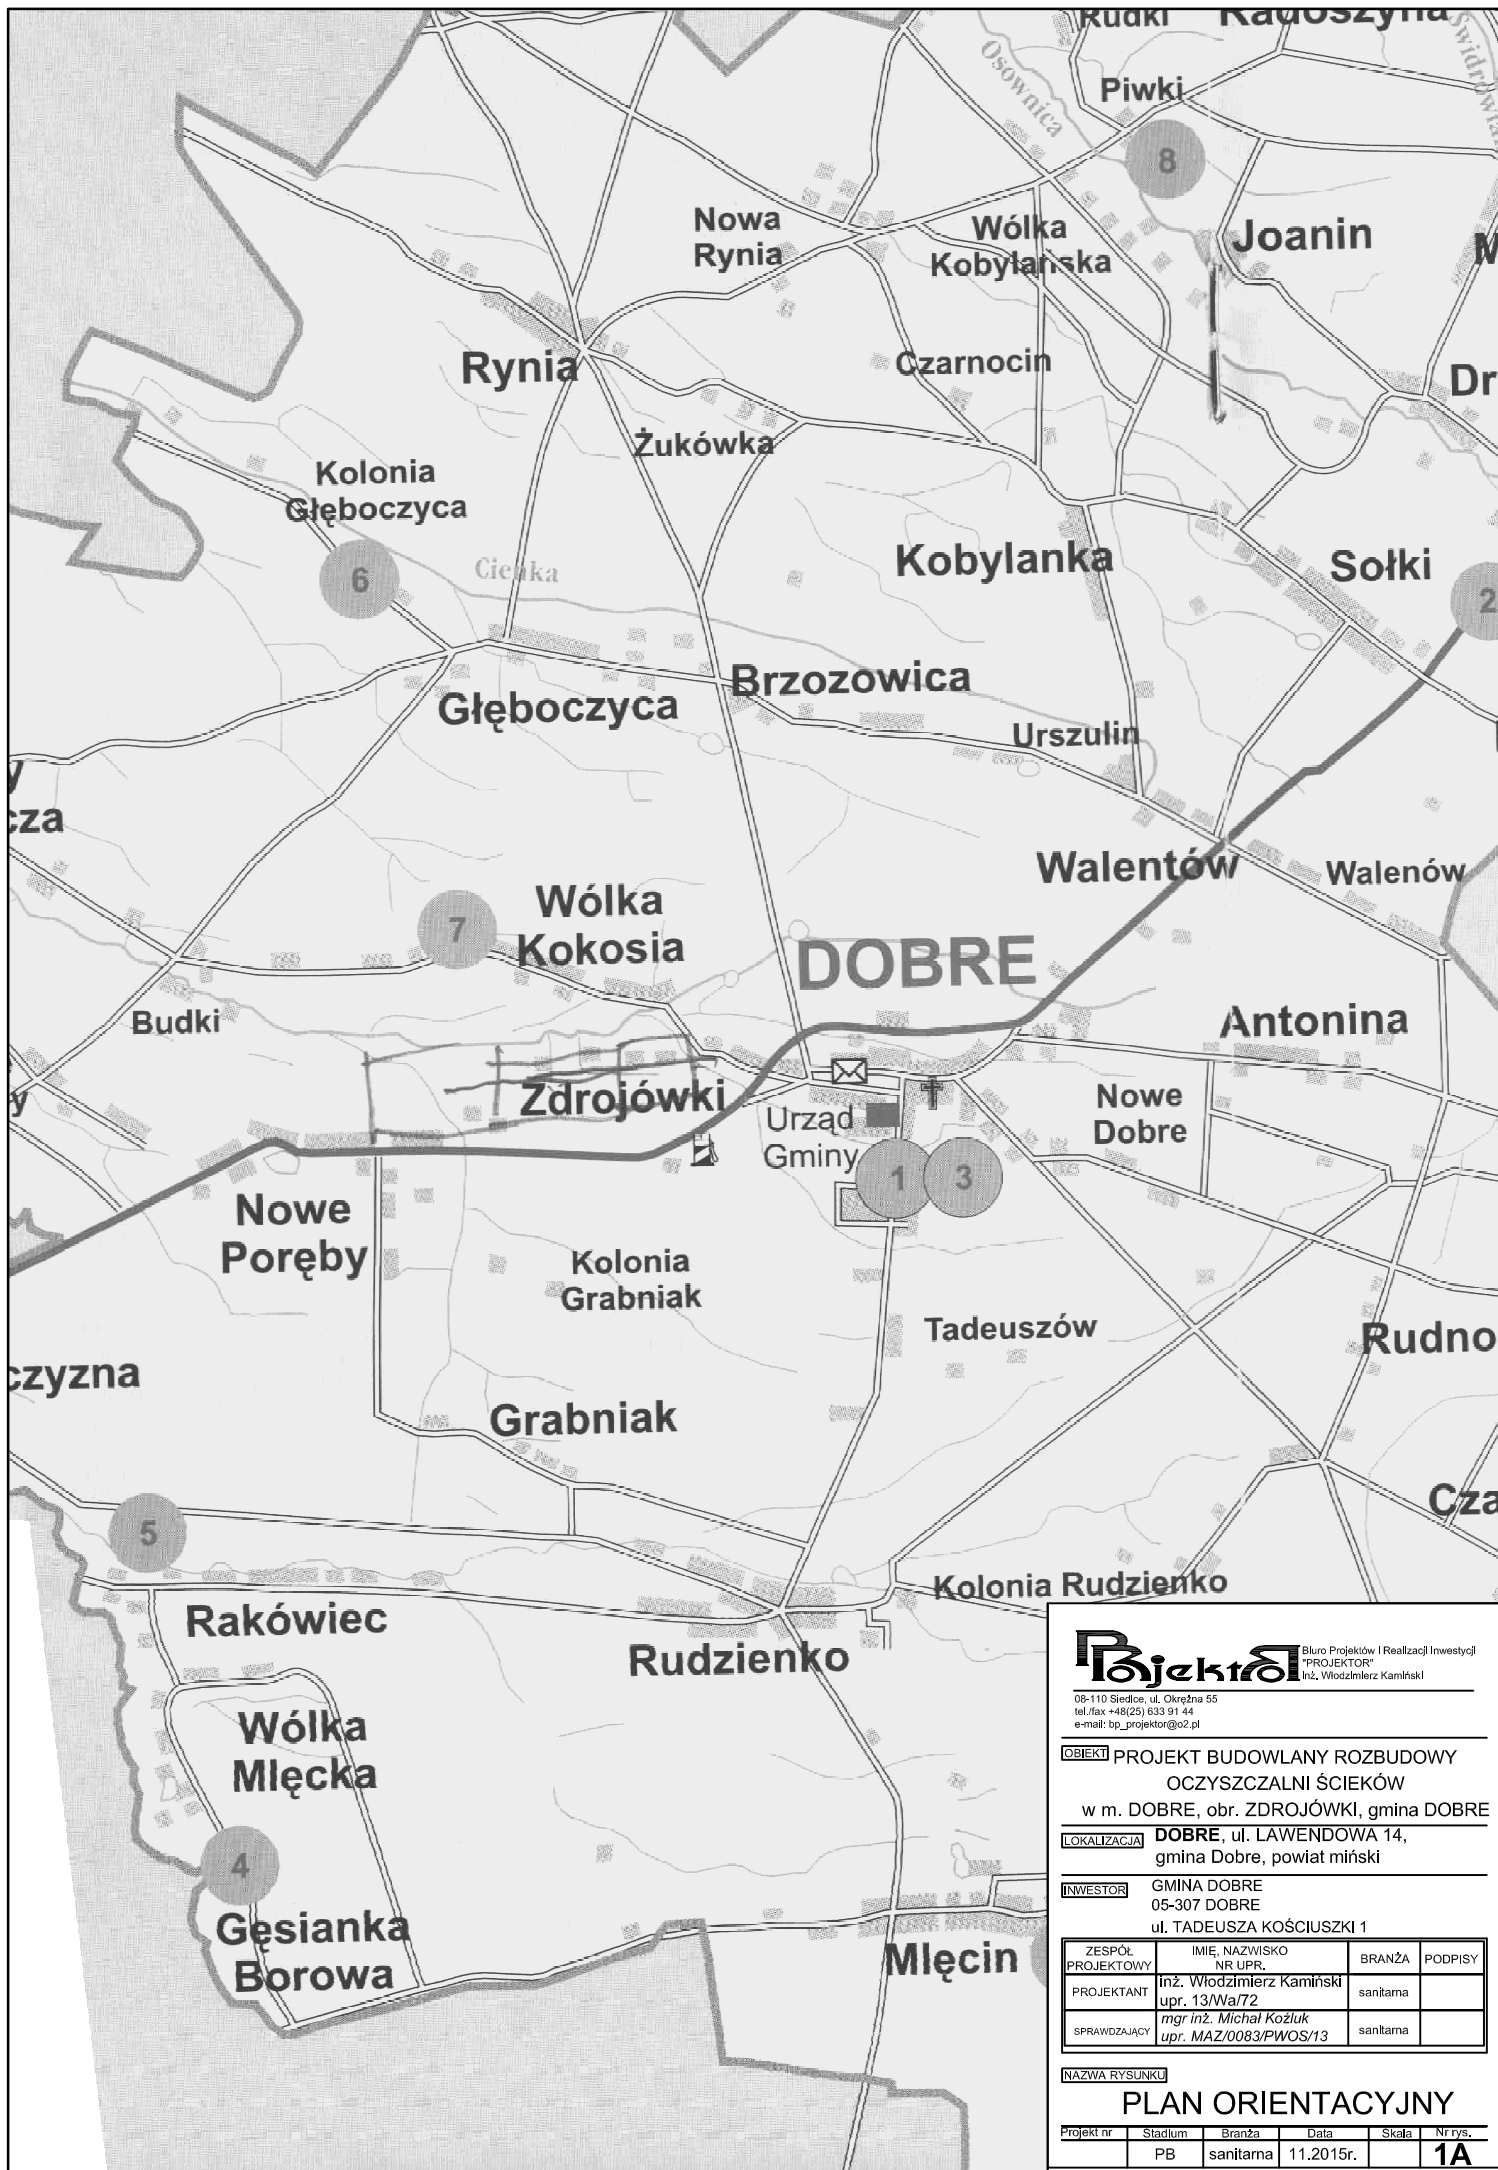 Rudki
Radoszyna
Osownica
Piwki
8
Nowa
Rynia
Wólka
Kobylańska
Joanin
Rynia
Czarnocin
Dr
Żukówka
Kolonia
Głęboczyca
Kobylanka
Sołki
6
Cienka
2
Brzozowica
Głęboczyca
Urszulin
y
cza
Walentów
Walenów
Wólka
Kokosia
7
DOBRE
Budki
Antonina
Zdrojówki
y
Nowe
Dobre
Urząd
Gminy
1
3
Nowe
Poręby
Kolonia
Grabniak
Tadeuszów
Rudno
czyzna
Grabniak
Cza
5
Kolonia Rudzienko
Rakówiec
Rudzienko
Wólka
Mlęcka
4
Gęsianka
Borowa
Mlęcin
Projektor
Biuro Projektów i Realizacji Inwestycji
"PROJEKTOR"
inż. Włodzimierz Kamiński
08-110 Siedlce, ul. Okrężna 55
tel./fax +48(25) 633 91 44
e-mail: bp_projektor@o2.pl
OBIEKT PROJEKT BUDOWLANY ROZBUDOWY
OCZYSZCZALNI ŚCIEKÓW
w m. DOBRE, obr. ZDROJÓWKI, gmina DOBRE
LOKALIZACJA DOBRE, ul. LAWENDOWA 14,
gmina Dobre, powiat miński
INWESTOR GMINA DOBRE
05-307 DOBRE
ul. TADEUSZA KOŚCIUSZKI 1
ZESPÓŁ PROJEKTOWY IMIĘ, NAZWISKO NR UPR. BRANŻA PODPISY
PROJEKTANT inż. Włodzimierz Kamiński sanitarna
upr. 13/Wa/72
SPRAWDZAJĄCY mgr inż. Michał Koźluk sanitarna
upr. MAZ/0083/PWOS/13
NAZWA RYSUNKU
PLAN ORIENTACYJNY
Projekt nr Stadium Branża Data Skala Nr rys.
PB sanitarna 11.2015r. 1A